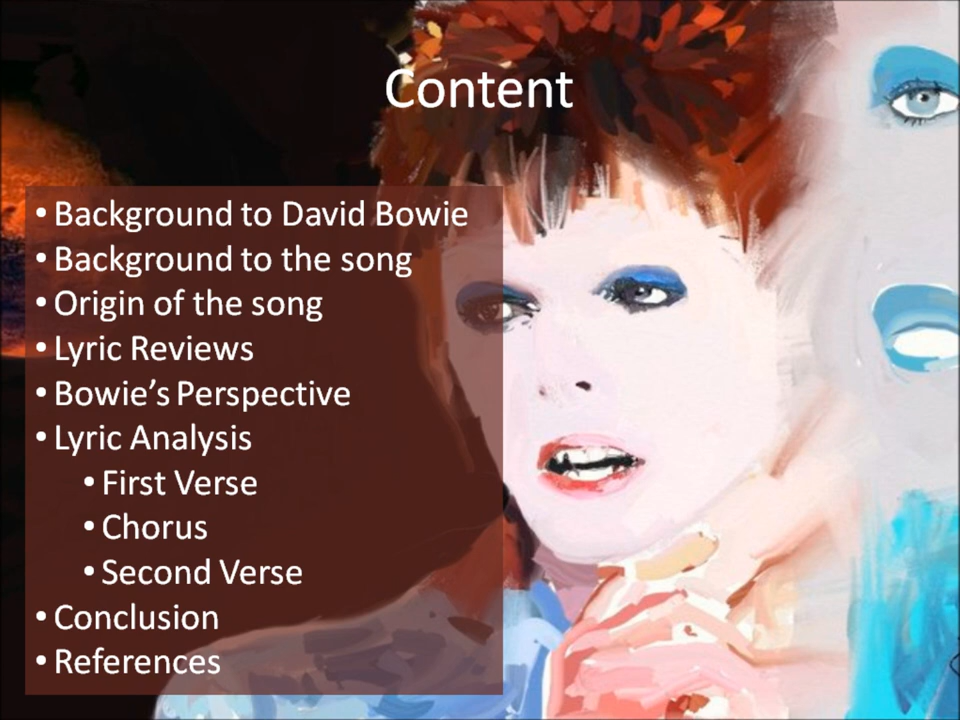 Content
• Background to David Bowie
• Background to the song
• Origin of the song
• Lyric Reviews
• Bowie’s Perspective
• Lyric Analysis
• First Verse
• Chorus
• Second Verse
• Conclusion
• References